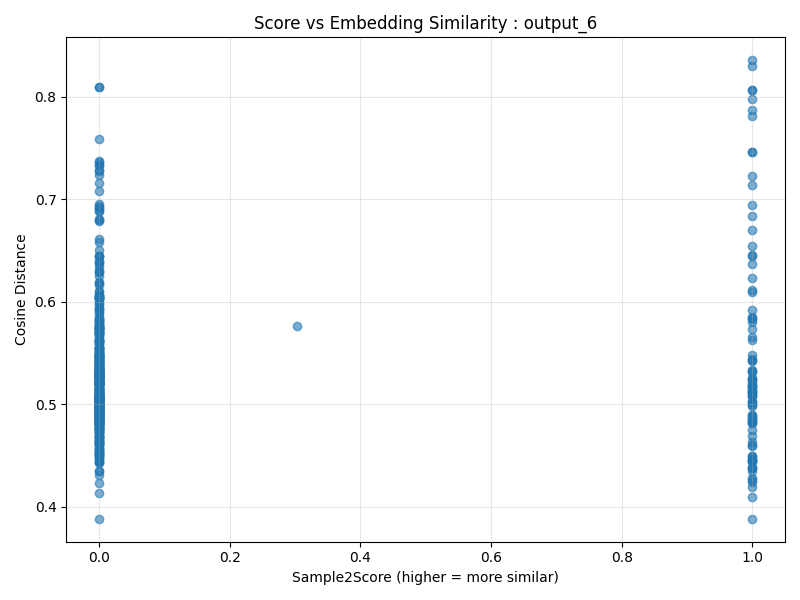 Score vs Embedding Similarity : output_6
Cosine Distance
0.8
0.7
0.6
0.5
0.4
0.0 0.2 0.4 0.6 0.8 1.0
Sample2Score (higher = more similar)